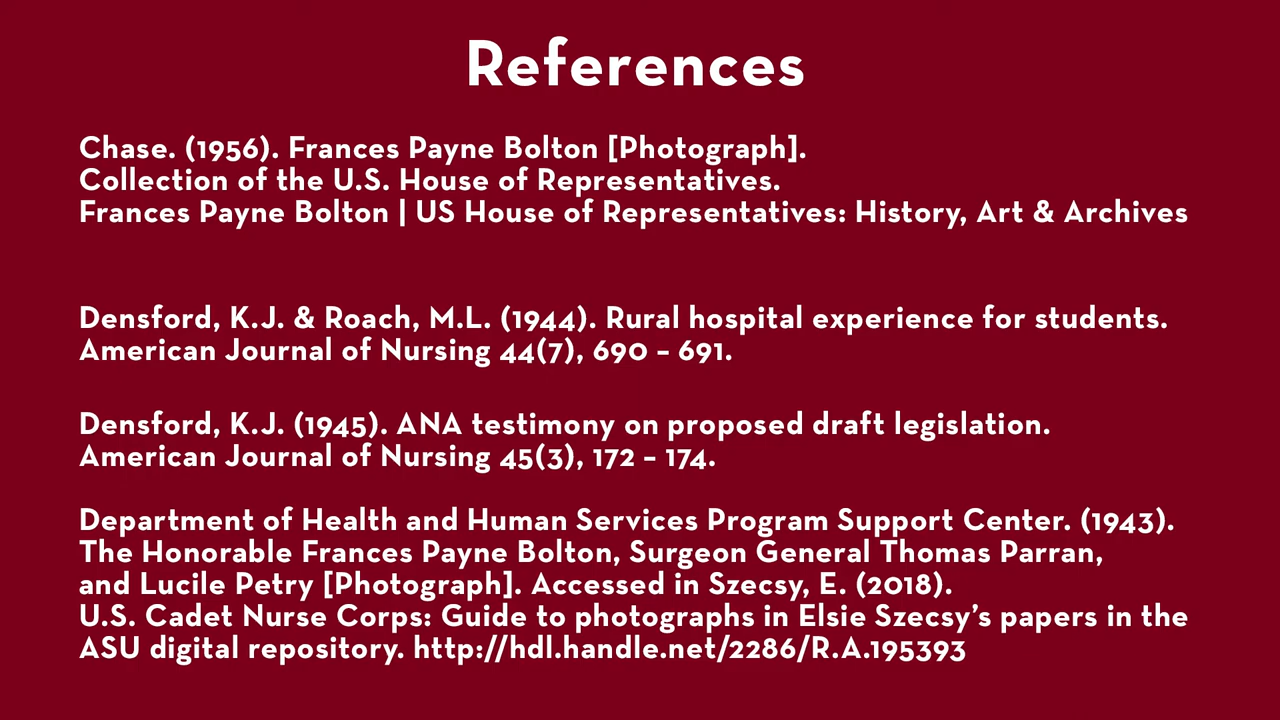 References
Chase. (1956). Frances Payne Bolton [Photograph].
Collection of the U.S. House of Representatives.
Frances Payne Bolton | US House of Representatives: History, Art & Archives
Densford, K.J. & Roach, M.L. (1944). Rural hospital experience for students.
American Journal of Nursing 44(7), 690 – 691.
Densford, K.J. (1945). ANA testimony on proposed draft legislation.
American Journal of Nursing 45(3), 172 – 174.
Department of Health and Human Services Program Support Center. (1943).
The Honorable Frances Payne Bolton, Surgeon General Thomas Parran,
and Lucile Petry [Photograph]. Accessed in Szecsy, E. (2018).
U.S. Cadet Nurse Corps: Guide to photographs in Elsie Szecsy’s papers in the
ASU digital repository. http://hdl.handle.net/2286/R.A.195393